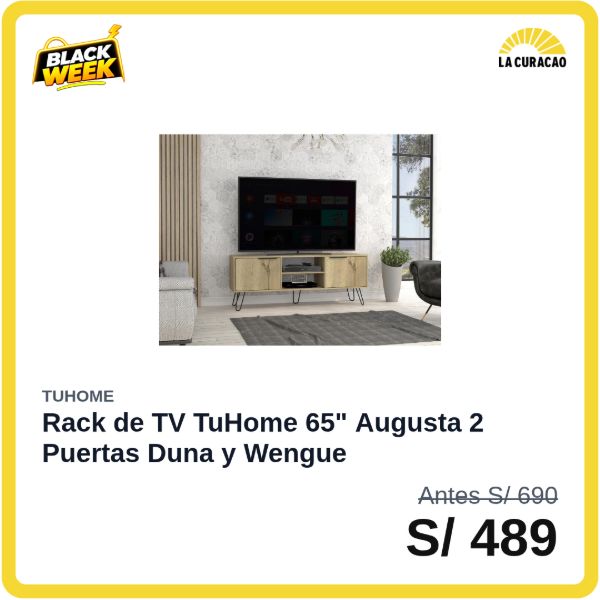 BLACK
WEEK
LA CURACAO
TUHOME
Rack de TV TuHome 65" Augusta 2
Puertas Duna y Wengue
Antes S/ 690
S/ 489